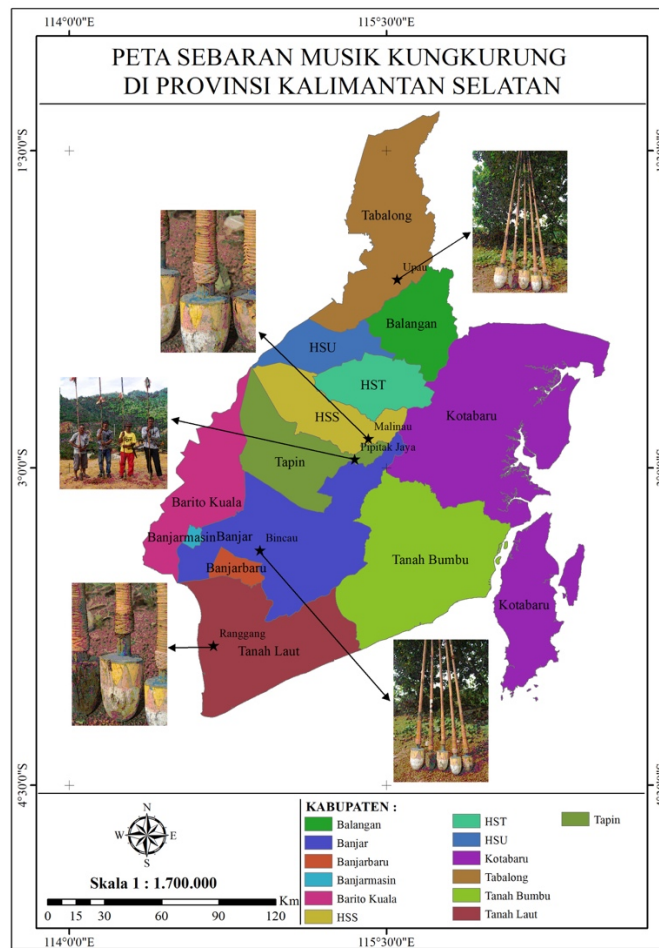 114°0'0"E
115°30'0"E
PETA SEBARAN MUSIK KUNGKURUNG
DI PROVINSI KALIMANTAN SELATAN
1°30'0"S
Tabalong
Upau
Balangan
HSU
HST
HSS
Malinau
Kotabaru
Pipitak Jaya
3°0'0"S
Tapin
Barito Kuala
Banjarmasin
Banjar
Bincau
Banjarbaru
Tanah Bumbu
Kotabaru
Ranggang
Tanah Laut
4°30'0"S
N
W E
S
Skala 1 : 1.700.000
Km
0 15 30 60 90 120
KABUPATEN :
Balangan
Banjar
Banjarbaru
Banjarmasin
Barito Kuala
HSS
HST
HSU
Kotabaru
Tabalong
Tanah Bumbu
Tanah Laut
Tapin
114°0'0"E
115°30'0"E